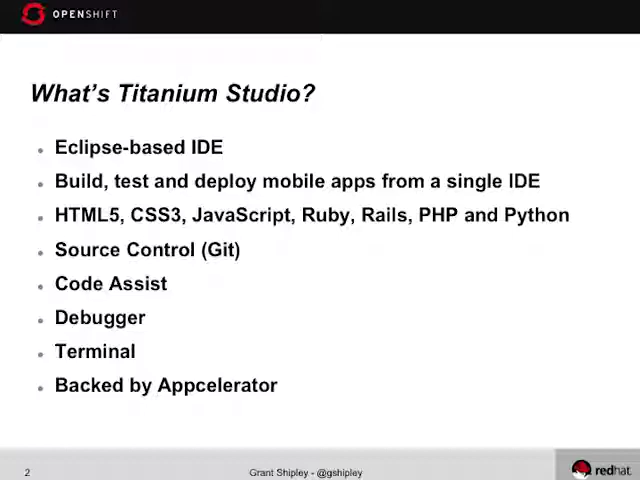 OPENSHIFT
What's Titanium Studio?
Eclipse-based IDE
Build, test and deploy mobile apps from a single IDE
HTML5, CSS3, JavaScript, Ruby, Rails, PHP and Python
Source Control (Git)
Code Assist
Debugger
Terminal
Backed by Appcelerator
2
Grant Shipley - @gshipley
redhat.